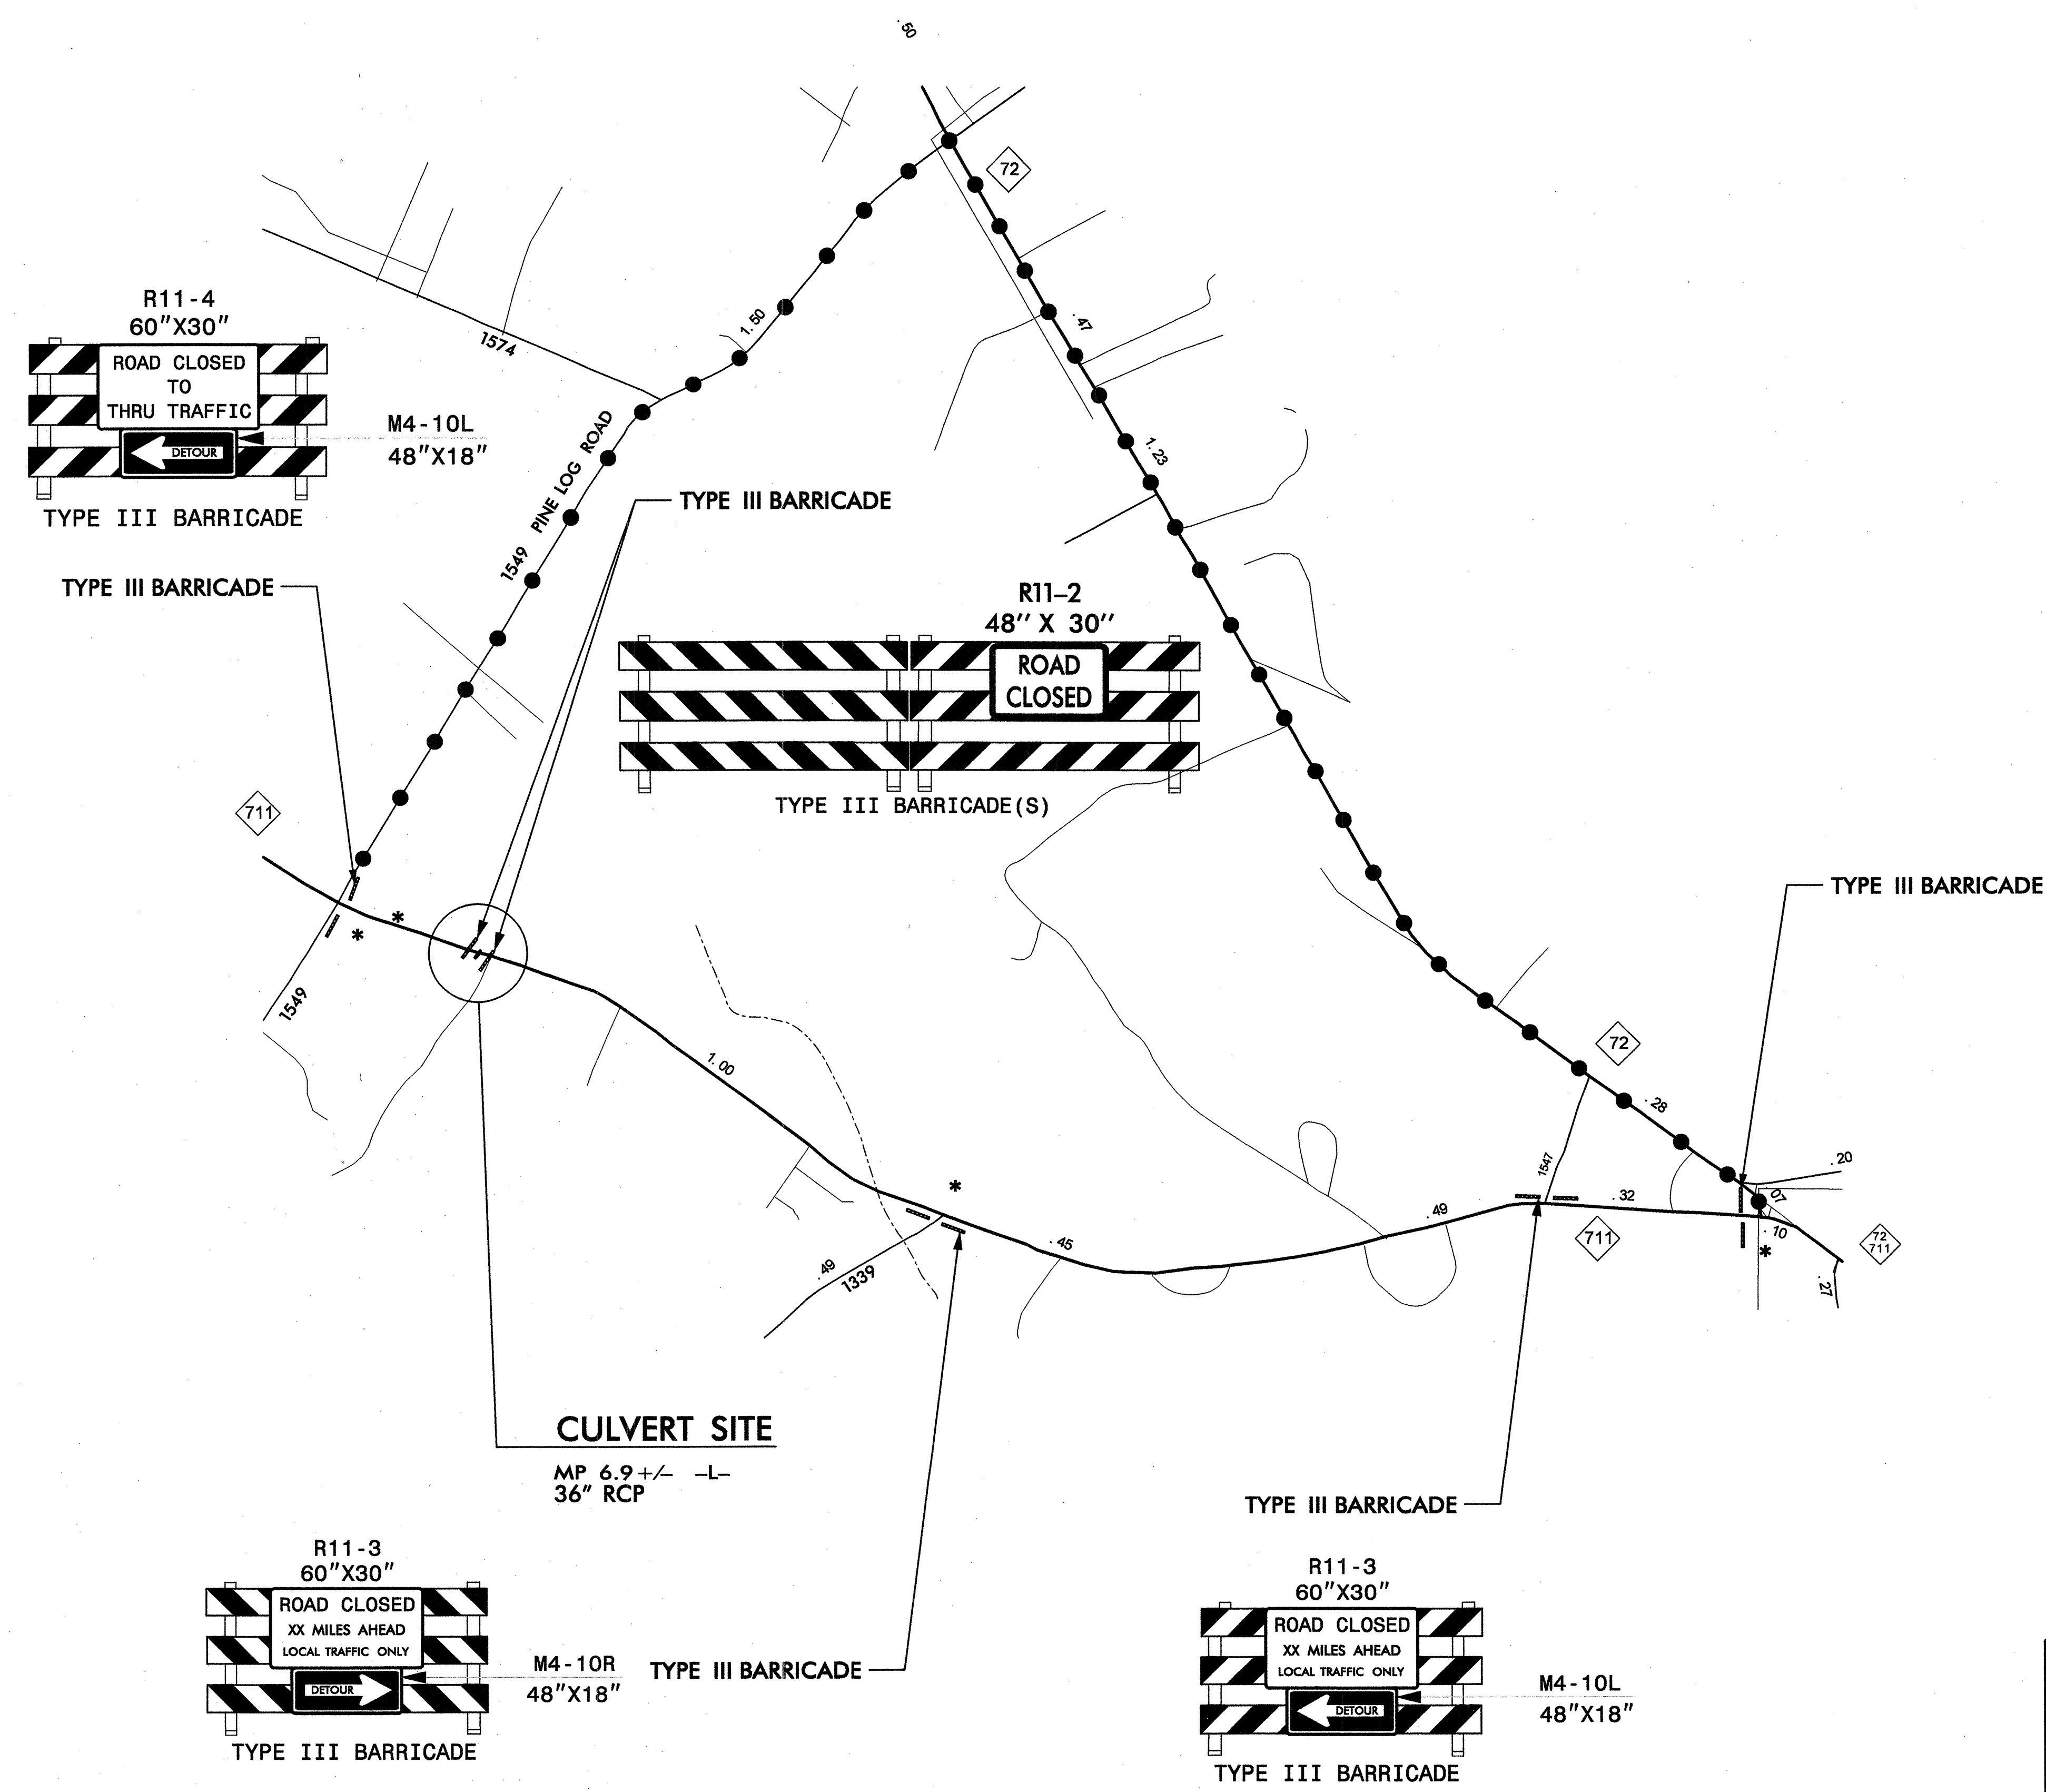 .50
72
R11-4
60"X30"
ROAD CLOSED
TO
THRU TRAFFIC
DETOUR
M4-10L
48"X18"
TYPE III BARRICADE
1574
1.50
.47
1.23
1549 PINE LOG ROAD
TYPE III BARRICADE
TYPE III BARRICADE
R11-2
48" X 30"
ROAD
CLOSED
TYPE III BARRICADE(S)
711
*
*
1549
TYPE III BARRICADE
1.00
72
.28
.20
.07
.10
72
711
*
.27
1547
.32
711
.49
.45
*
.49
1339
CULVERT SITE
MP 6.9+/- -L-
36" RCP
TYPE III BARRICADE
R11-3
60"X30"
ROAD CLOSED
XX MILES AHEAD
LOCAL TRAFFIC ONLY
DETOUR
M4-10R
48"X18"
TYPE III BARRICADE
TYPE III BARRICADE
R11-3
60"X30"
ROAD CLOSED
XX MILES AHEAD
LOCAL TRAFFIC ONLY
DETOUR
M4-10L
48"X18"
TYPE III BARRICADE